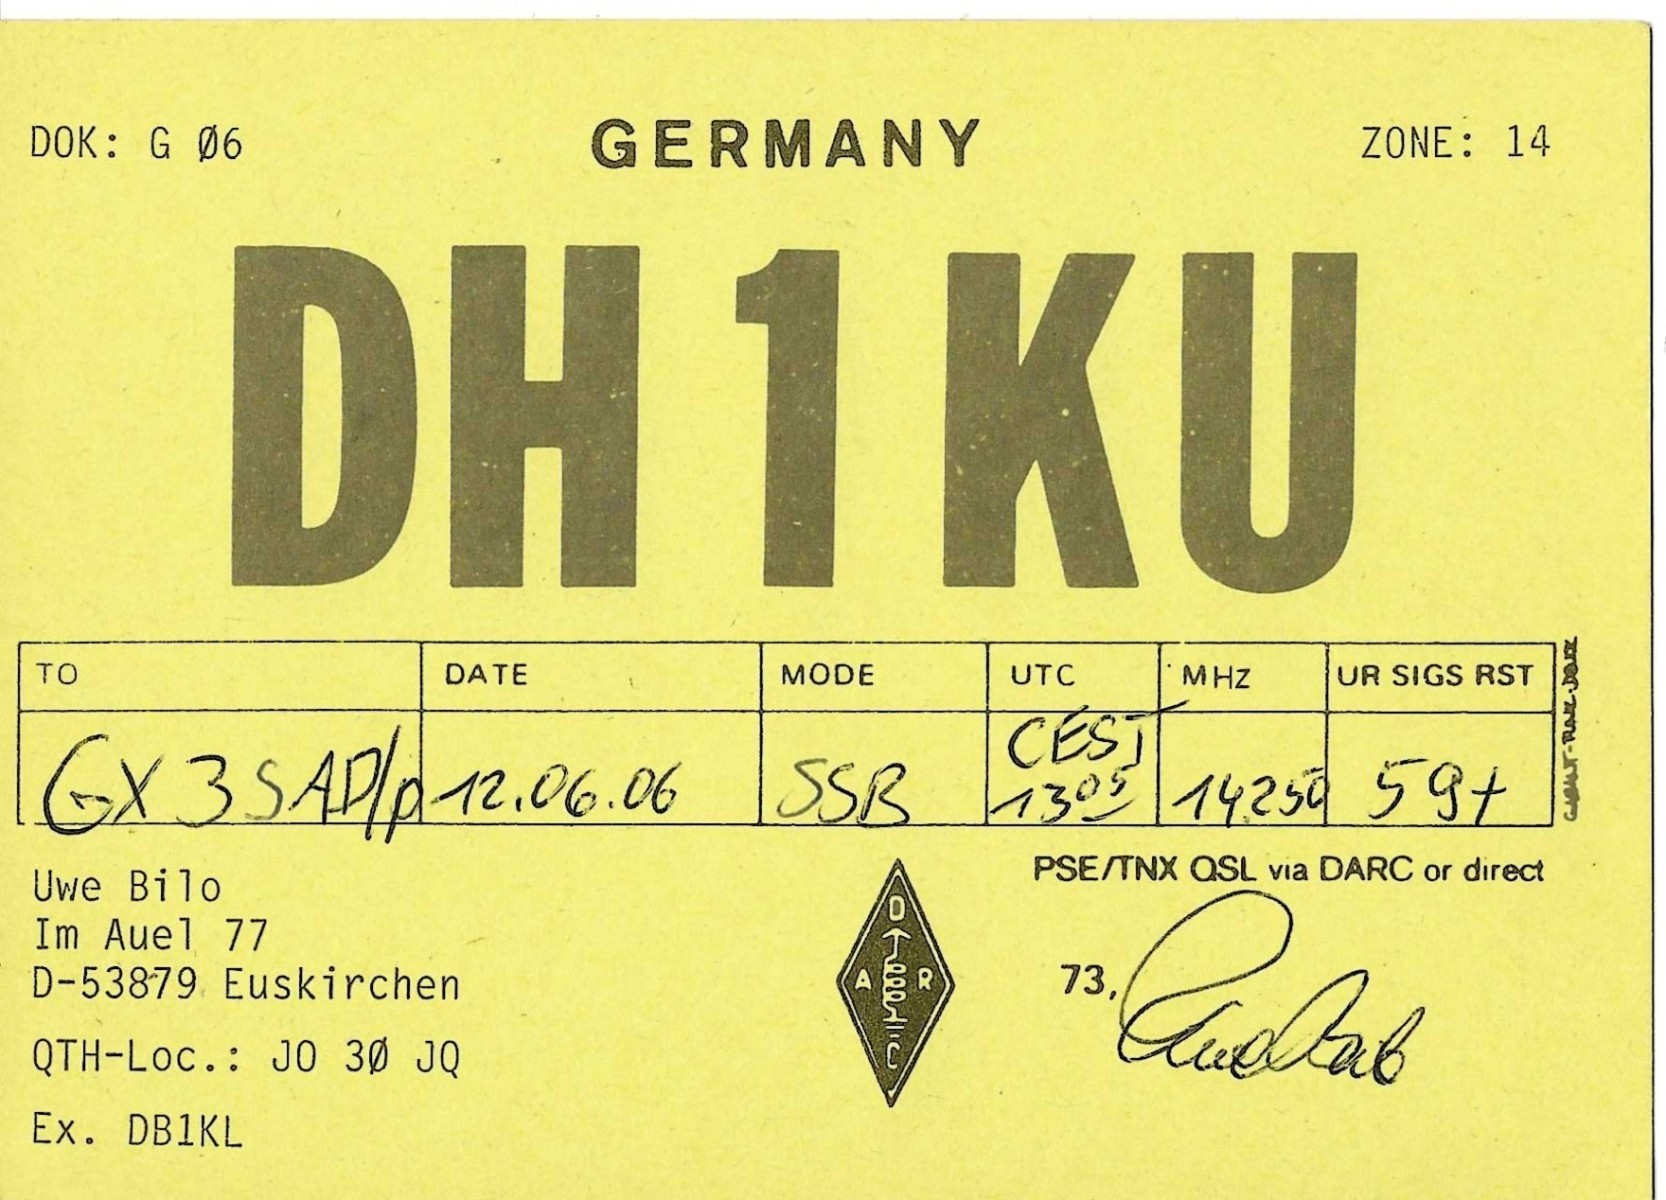 DOK: G Ø6 GERMANY ZONE: 14
DH1KU
TO DATE MODE UTC MHZ UR SIGS RST
CEST
GX3SAD/p 12.06.06 SSB 13⁰⁵ 14250 59+
Uwe Bilo
Im Auel 77
D-53879 Euskirchen
QTH-Loc.: JO 3Ø JQ
Ex. DB1KL
D
A R
C
PSE/TNX QSL via DARC or direct
73,